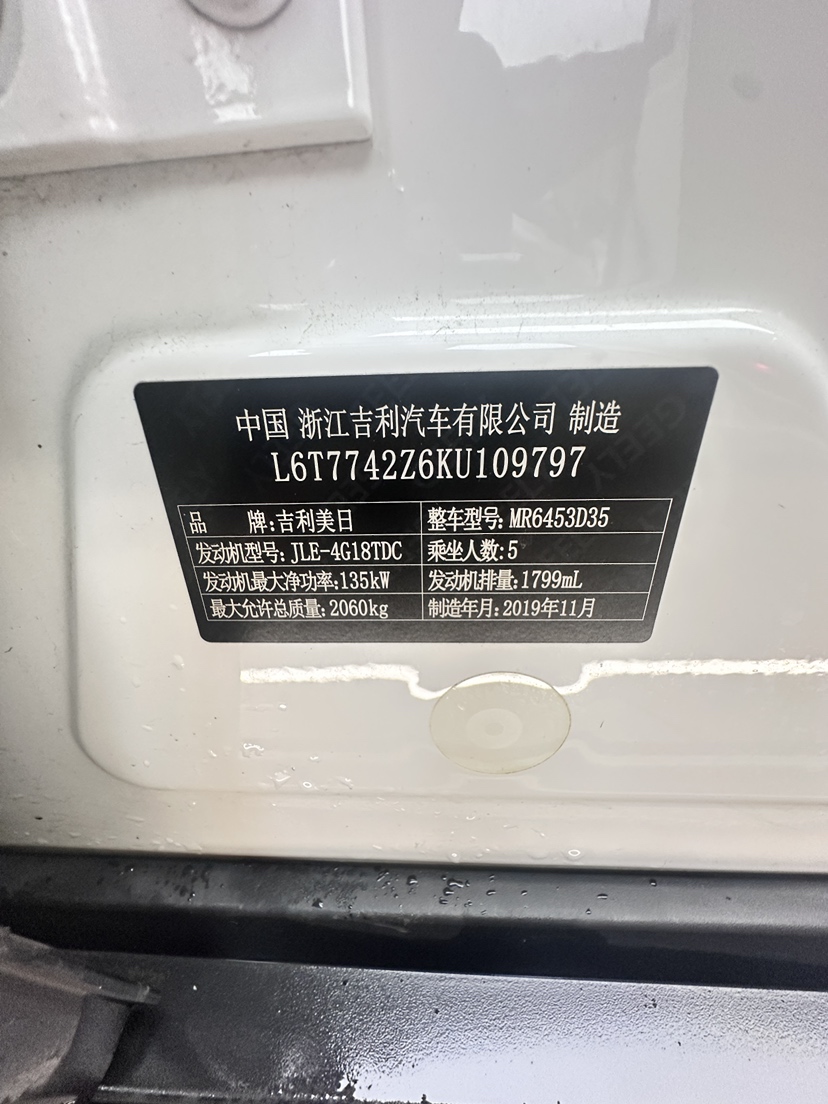 中国 浙江吉利汽车有限公司 制造
L6T7742Z6KU109797
品 牌:吉利美日 整车型号:MR6453D35
发动机型号:JLE-4G18TDC 乘坐人数:5
发动机最大净功率:135kW 发动机排量:1799mL
最大允许总质量:2060kg 制造年月:2019年11月